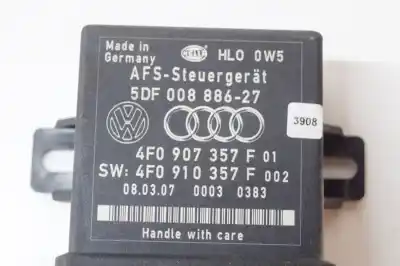 Made in
Germany
HELLA
HLO 0W5
AFS-Steuergerät
5DF 008 886-27
3908
4F0 907 357 F 01
SW: 4F0 910 357 F 002
08.03.07 0003 0383
Handle with care